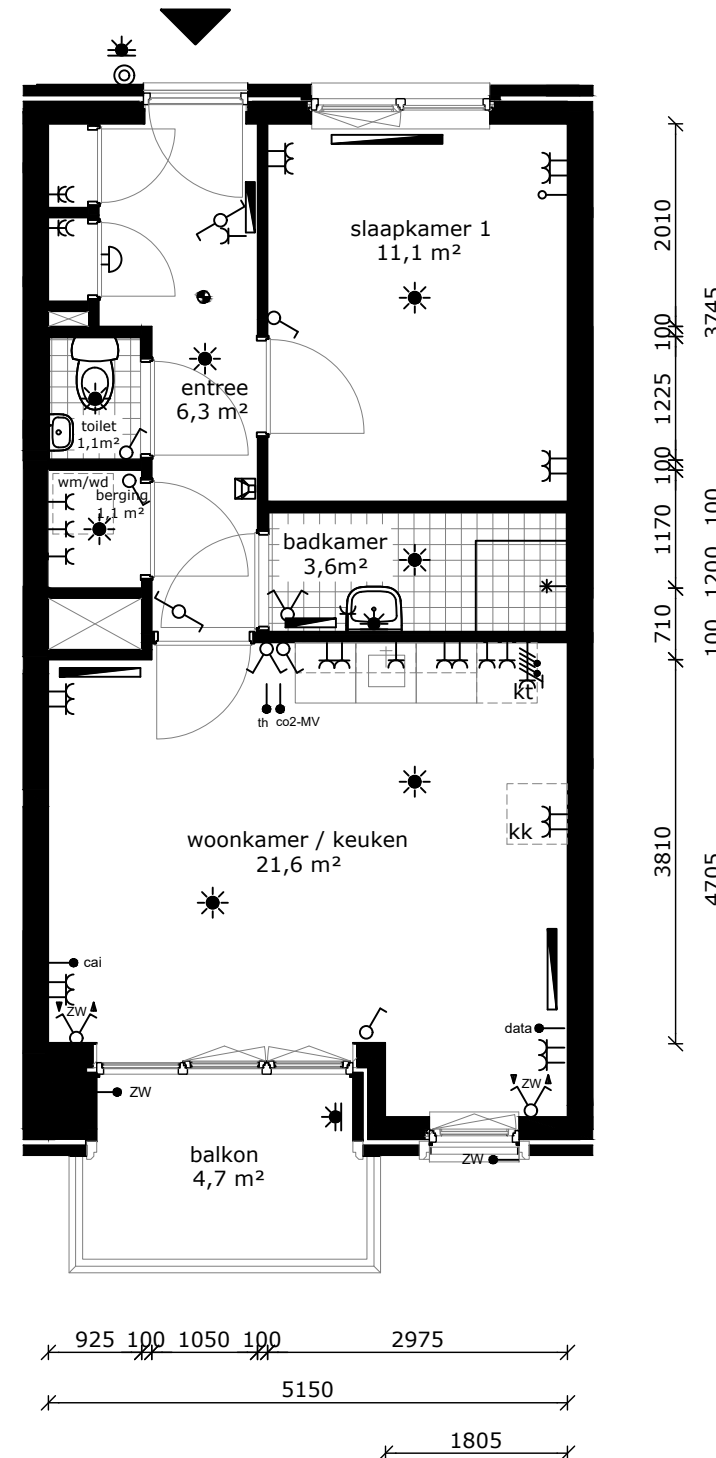 slaapkamer 1
11,1 m²
entree
6,3 m²
toilet
1,1m²
wm/wd
berging
1,1 m²
badkamer
3,6m²
kt
th
co2-MV
kk
woonkamer / keuken
21,6 m²
cai
ZW
data
ZW
ZW
balkon
4,7 m²
ZW
2010
100
1225
100
1170
710
3810
3745
100
1200
100
4705
925
100
1050
100
2975
5150
1805